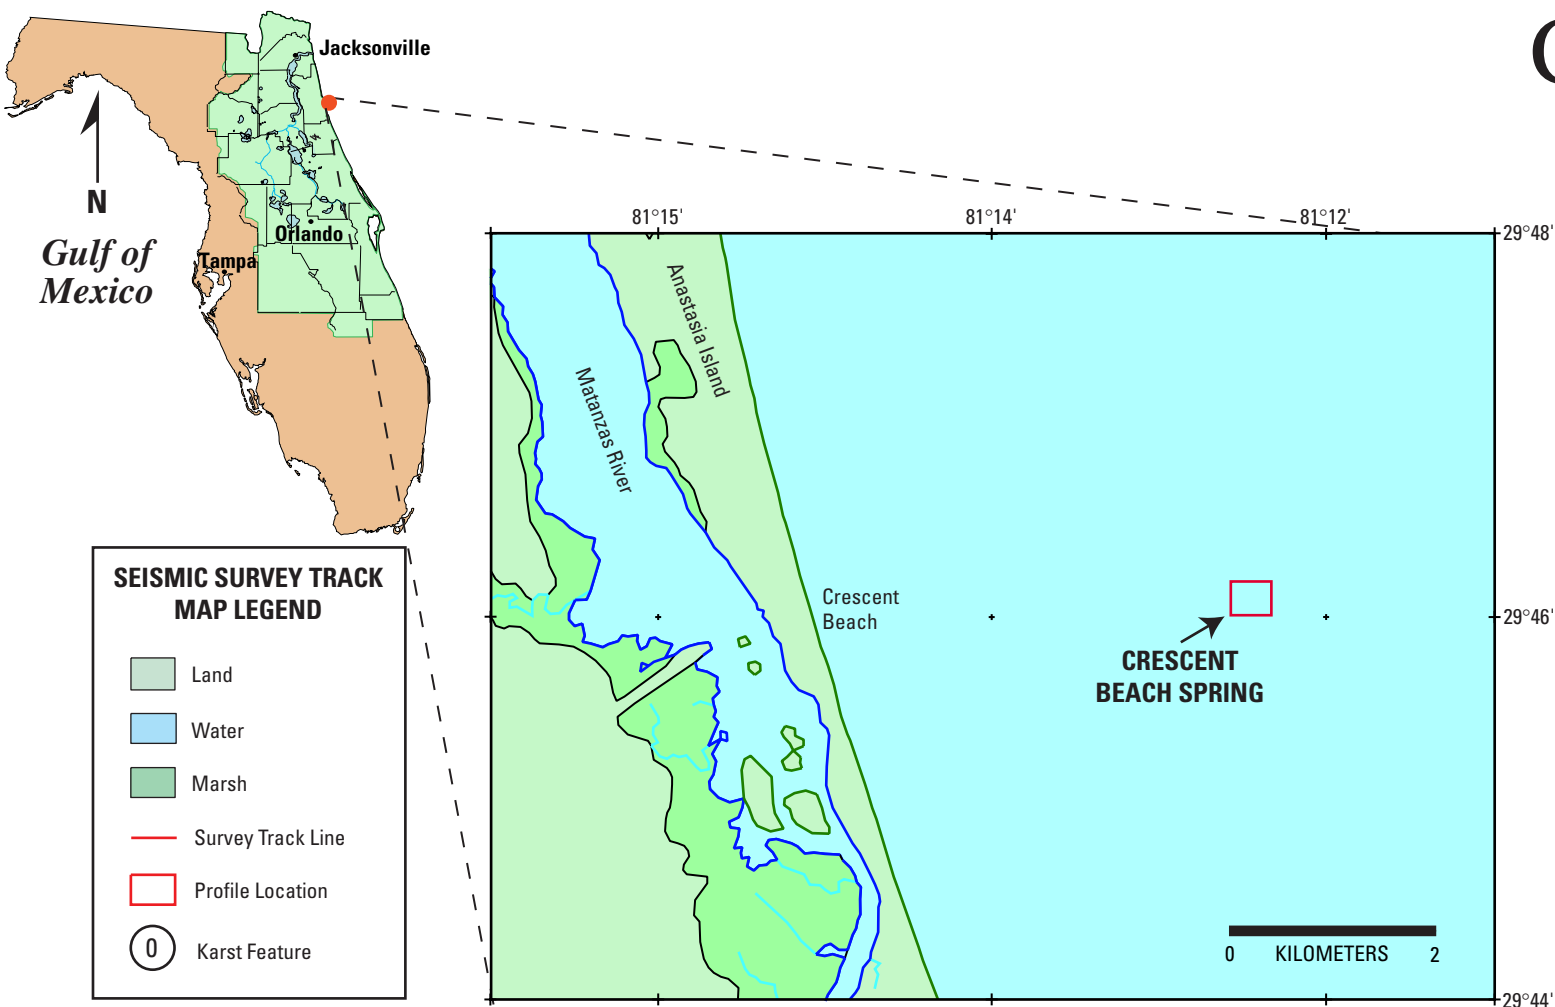 Jacksonville
N
Gulf of
Mexico
Orlando
Tampa
81°15'
81°14'
81°12'
29°48'
29°46'
29°44'
Anastasia Island
Matanzas River
Crescent
Beach
CRESCENT
BEACH SPRING
0 KILOMETERS 2
SEISMIC SURVEY TRACK
MAP LEGEND
Land
Water
Marsh
Survey Track Line
Profile Location
0 Karst Feature